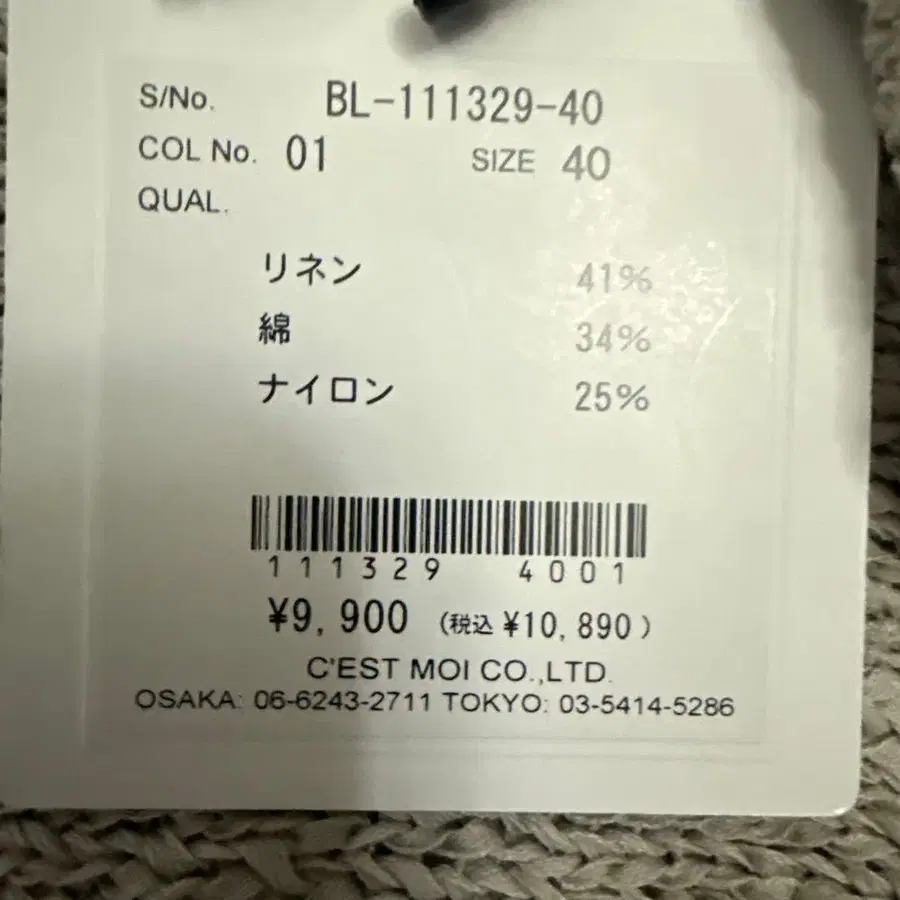 S/No. BL-111329-40
COL No. 01 SIZE 40
QUAL.
リネン 41%
綿 34%
ナイロン 25%
111329 4001
¥9,900 (税込 ¥10,890)
C'EST MOI CO.,LTD.
OSAKA: 06-6243-2711 TOKYO: 03-5414-5286